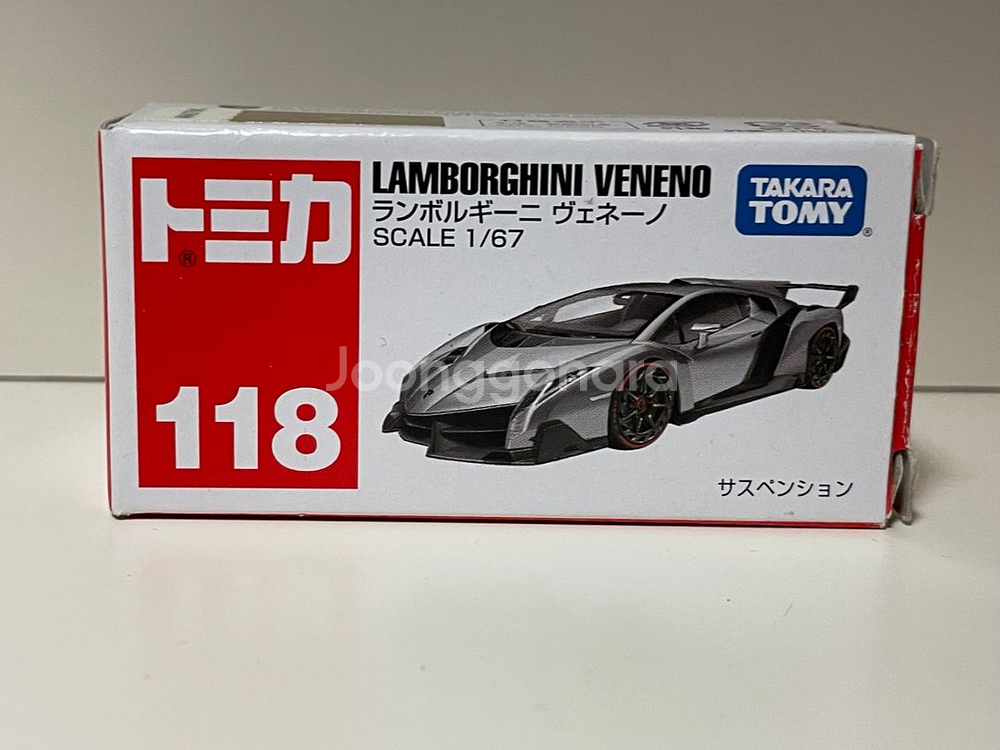 トミカ
®
118
LAMBORGHINI VENENO
ランボルギーニ ヴェネーノ
SCALE 1/67
TAKARA
TOMY
®
Joonggonara
サスペンション